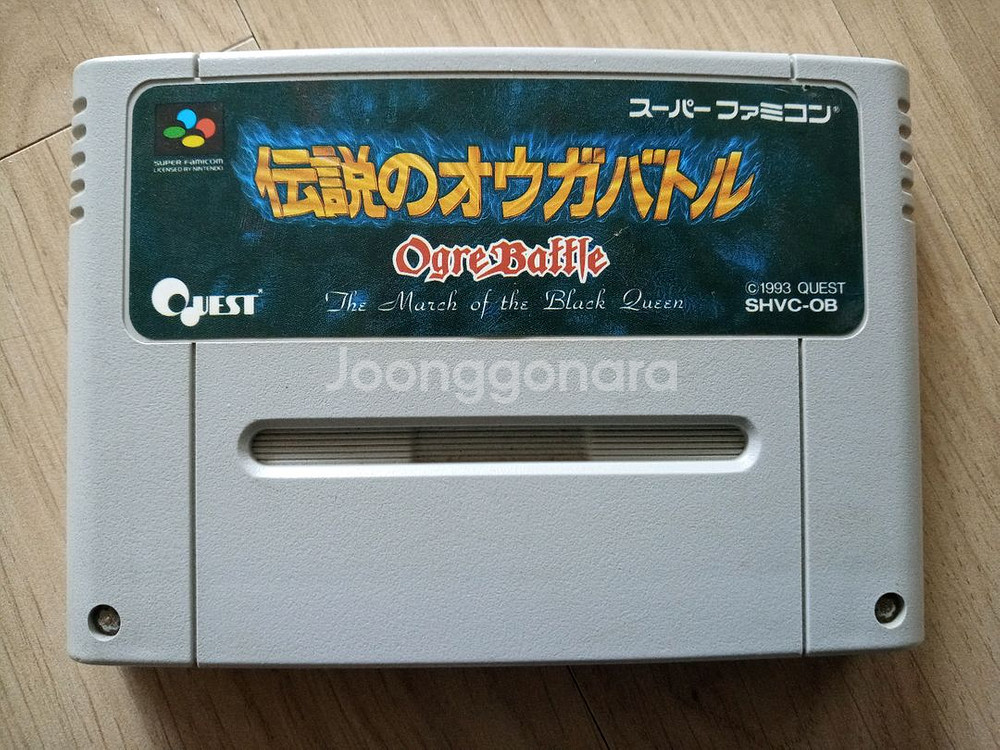 スーパーファミコン®
SUPER FAMICOM
LICENSED BY NINTENDO
伝説のオウガバトル
Ogre Battle
The March of the Black Queen
QUEST
©1993 QUEST
SHVC-OB
Joonggonara